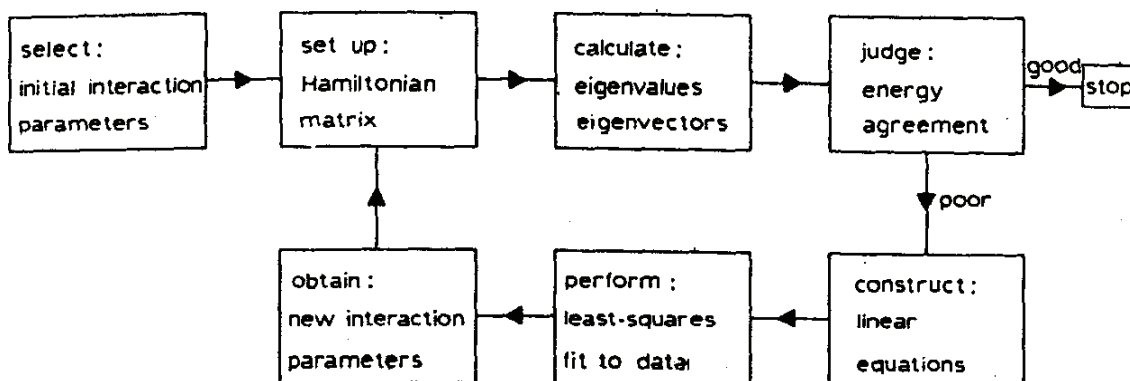 select:
initial interaction
parameters
set up:
Hamiltonian
matrix
calculate:
eigenvalues
eigenvectors
judge:
energy
agreement
good
stop
poor
construct:
linear
equations
perform:
least-squares
fit to data
obtain:
new interaction
parameters